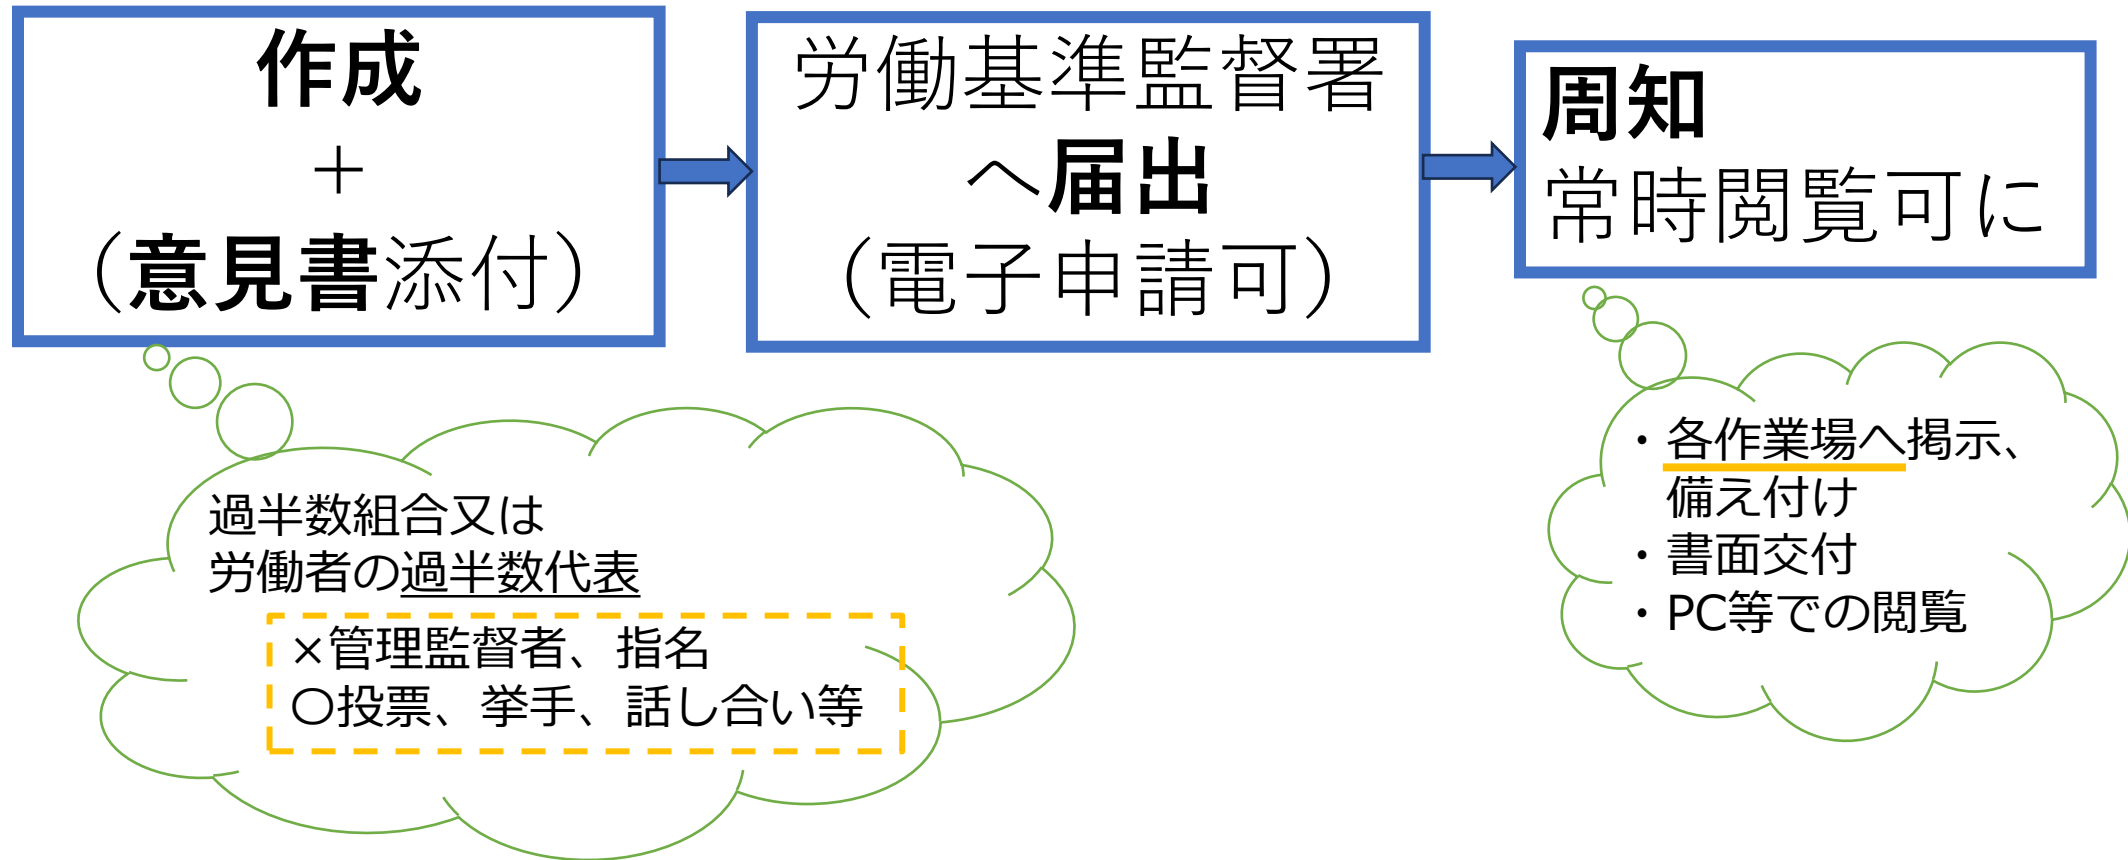 作成
＋
（意見書添付）
労働基準監督署
へ届出
（電子申請可）
周知
常時閲覧可に
過半数組合又は
労働者の過半数代表
×管理監督者、指名
〇投票、挙手、話し合い等
・各作業場へ掲示、
備え付け
・書面交付
・PC等での閲覧